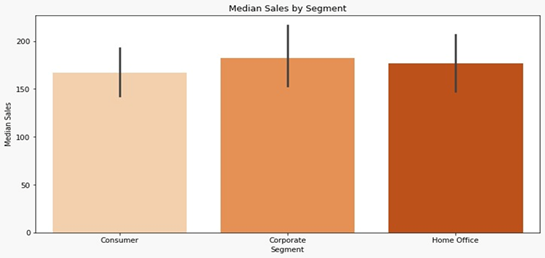 Median Sales by Segment
Median Sales
200
150
100
50
0
Consumer
Corporate
Home Office
Segment